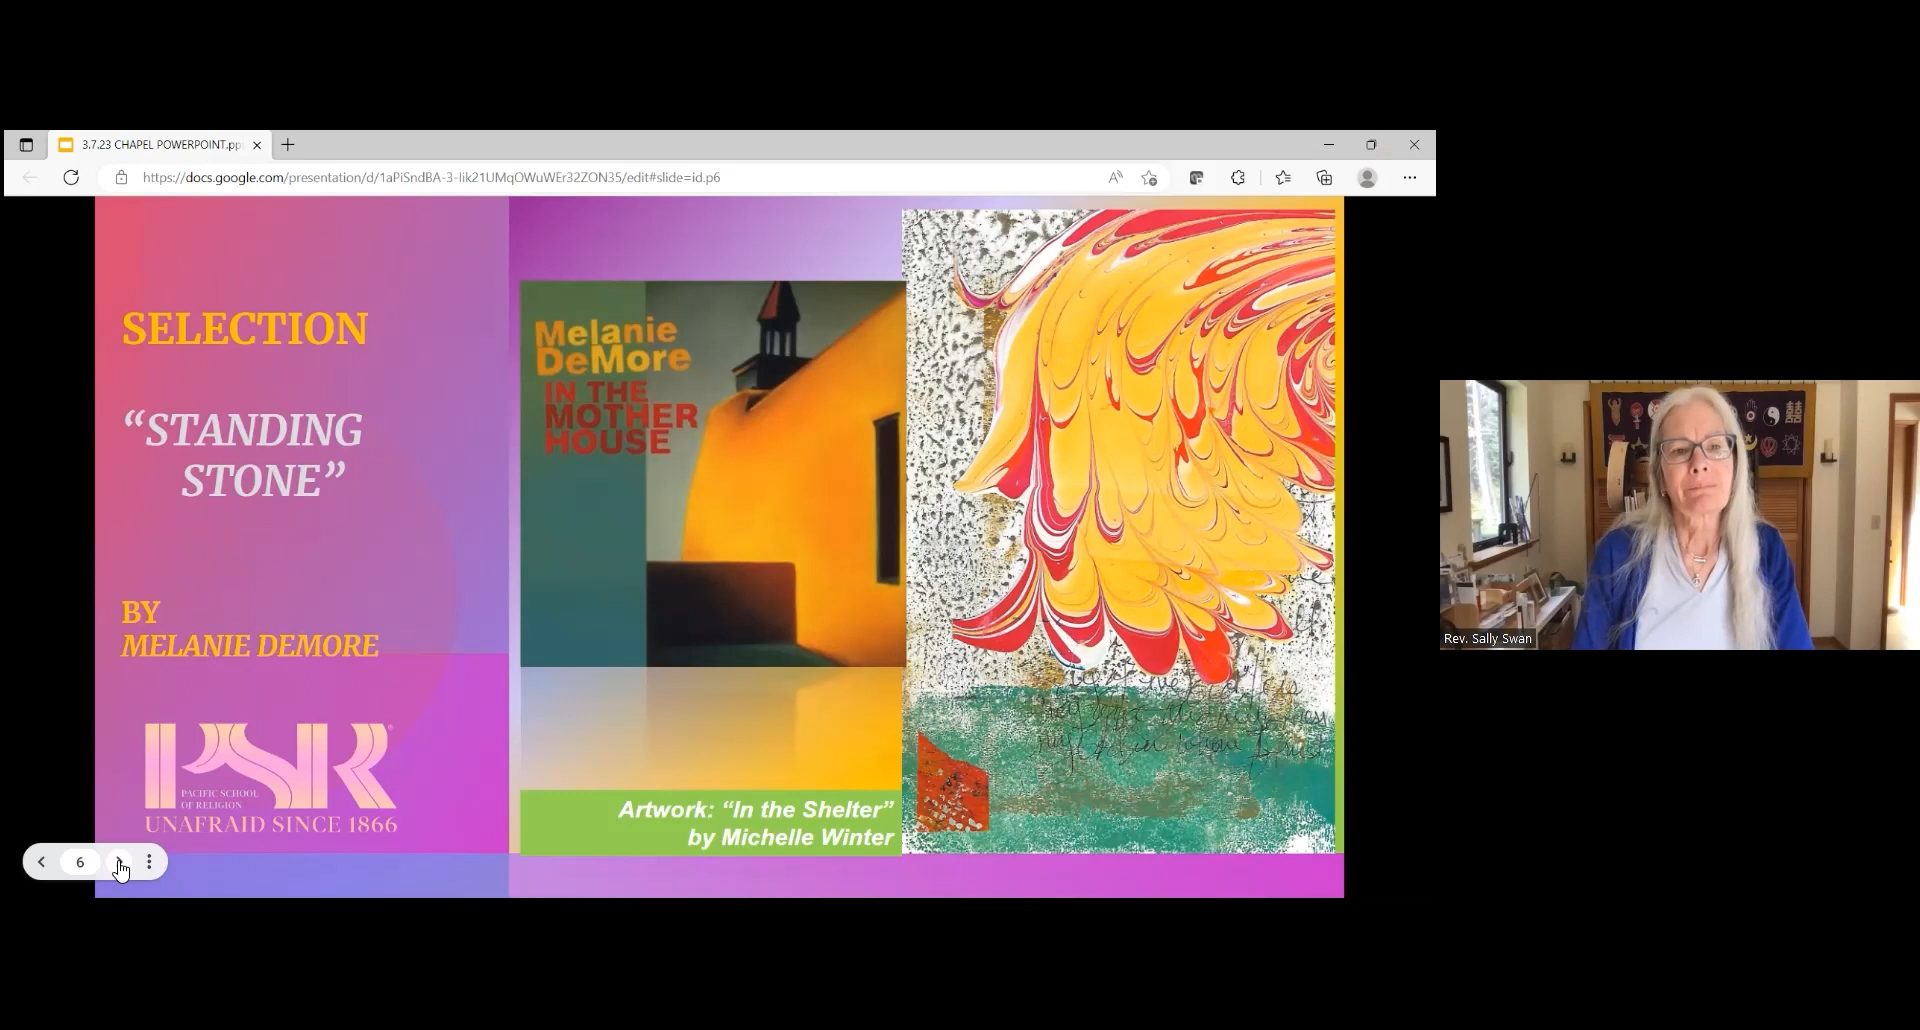 3.7.23 CHAPEL POWERPOINT.pp
https://docs.google.com/presentation/d/1aPiSndBA-3-Iik21UMqOWuWEr32ZON35/edit#slide=id.p6
SELECTION
“STANDING
STONE”
BY
MELANIE DEMORE
PSR
PACIFIC SCHOOL
OF RELIGION
UNAFRAID SINCE 1866
6
Melanie
DeMore
IN THE
MOTHER
HOUSE
Artwork: “In the Shelter”
by Michelle Winter
Rev. Sally Swan